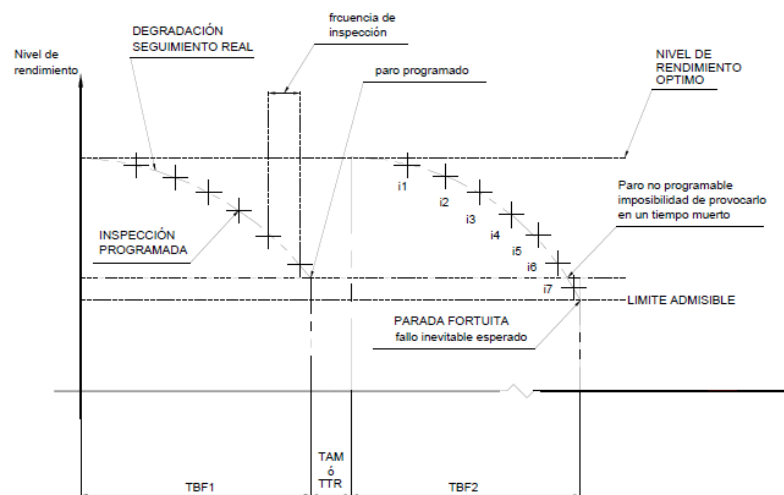 frcuencia de
inspección
DEGRADACIÓN
SEGUIMIENTO REAL
Nivel de
rendimiento
paro programado
NIVEL DE
RENDIMIENTO
OPTIMO
i1
i2
i3
i4
i5
i6
i7
Paro no programable
imposibilidad de provocarlo
en un tiempo muerto
INSPECCIÓN
PROGRAMADA
LIMITE ADMISIBLE
PARADA FORTUITA
fallo inevitable esperado
TBF1
TAM
ó
TTR
TBF2